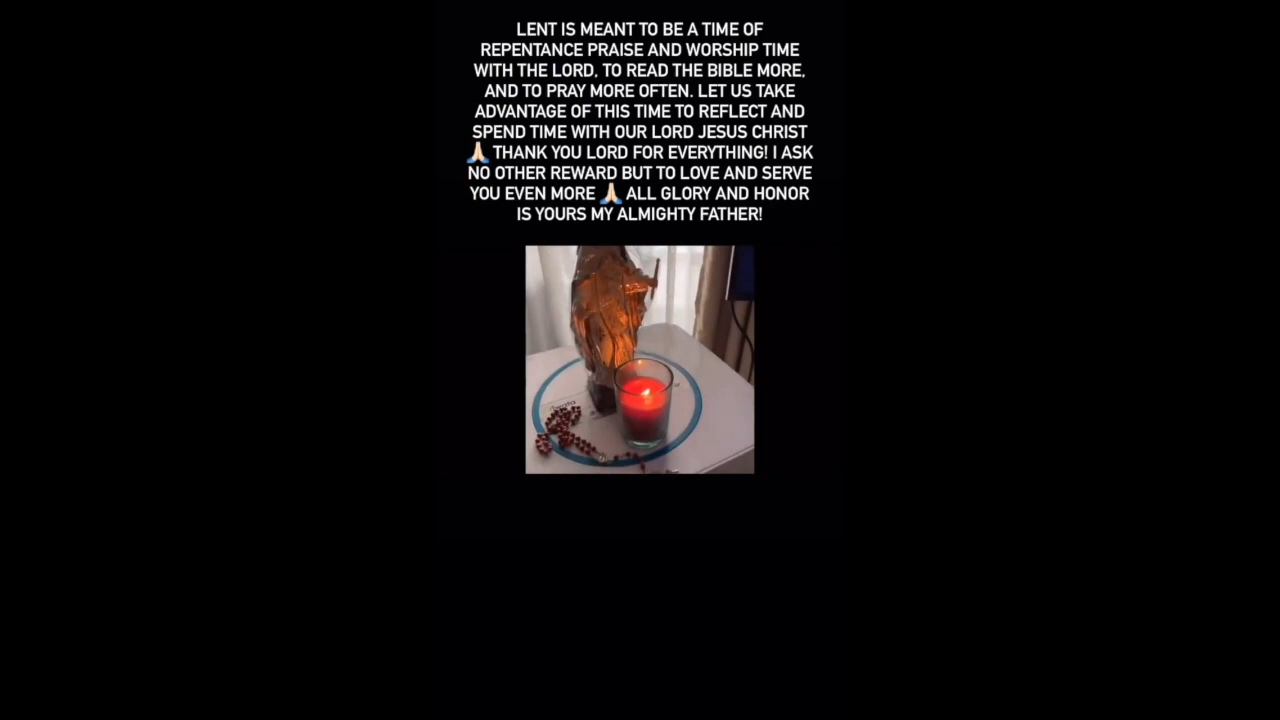 LENT IS MEANT TO BE A TIME OF
REPENTANCE PRAISE AND WORSHIP TIME
WITH THE LORD, TO READ THE BIBLE MORE,
AND TO PRAY MORE OFTEN. LET US TAKE
ADVANTAGE OF THIS TIME TO REFLECT AND
SPEND TIME WITH OUR LORD JESUS CHRIST
🙏🏻 THANK YOU LORD FOR EVERYTHING! I ASK
NO OTHER REWARD BUT TO LOVE AND SERVE
YOU EVEN MORE 🙏🏻 ALL GLORY AND HONOR
IS YOURS MY ALMIGHTY FATHER!